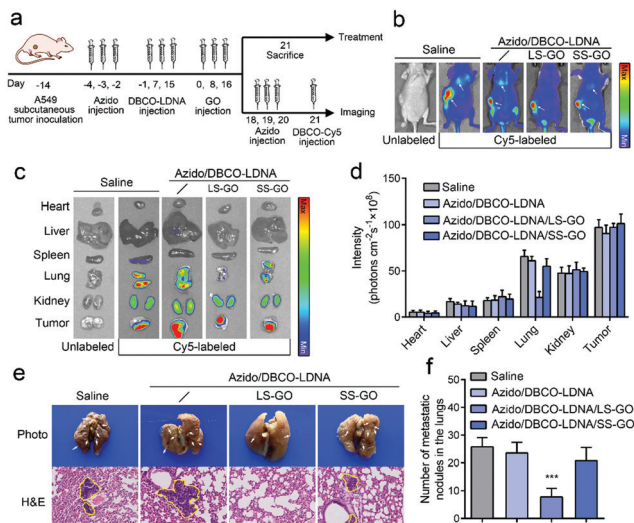 a
Day
-14
A549
subcutaneous
tumor inoculation
-4, -3, -2
Azido
injection
-1, 7, 15
DBCO-LDNA
injection
0, 8, 16
GO
injection
21
Sacrifice
Treatment
Imaging
18, 19, 20
Azido
injection
21
DBCO-Cy5
injection
b
Saline
Azido/DBCO-LDNA
LS-GO
SS-GO
Unlabeled
Cy5-labeled
Max
Min
c
Saline
Azido/DBCO-LDNA
LS-GO
SS-GO
Heart
Liver
Spleen
Lung
Kidney
Tumor
Unlabeled
Cy5-labeled
Max
Min
d
Intensity
(photons cm⁻²s⁻¹×10⁸)
150
100
50
0
Saline
Azido/DBCO-LDNA
Azido/DBCO-LDNA/LS-GO
Azido/DBCO-LDNA/SS-GO
Heart
Liver
Spleen
Lung
Kidney
Tumor
e
Saline
Azido/DBCO-LDNA
LS-GO
SS-GO
Photo
H&E
f
Number of metastatic
nodules in the lungs
50
40
30
20
10
0
Saline
Azido/DBCO-LDNA
Azido/DBCO-LDNA/LS-GO
Azido/DBCO-LDNA/SS-GO
***